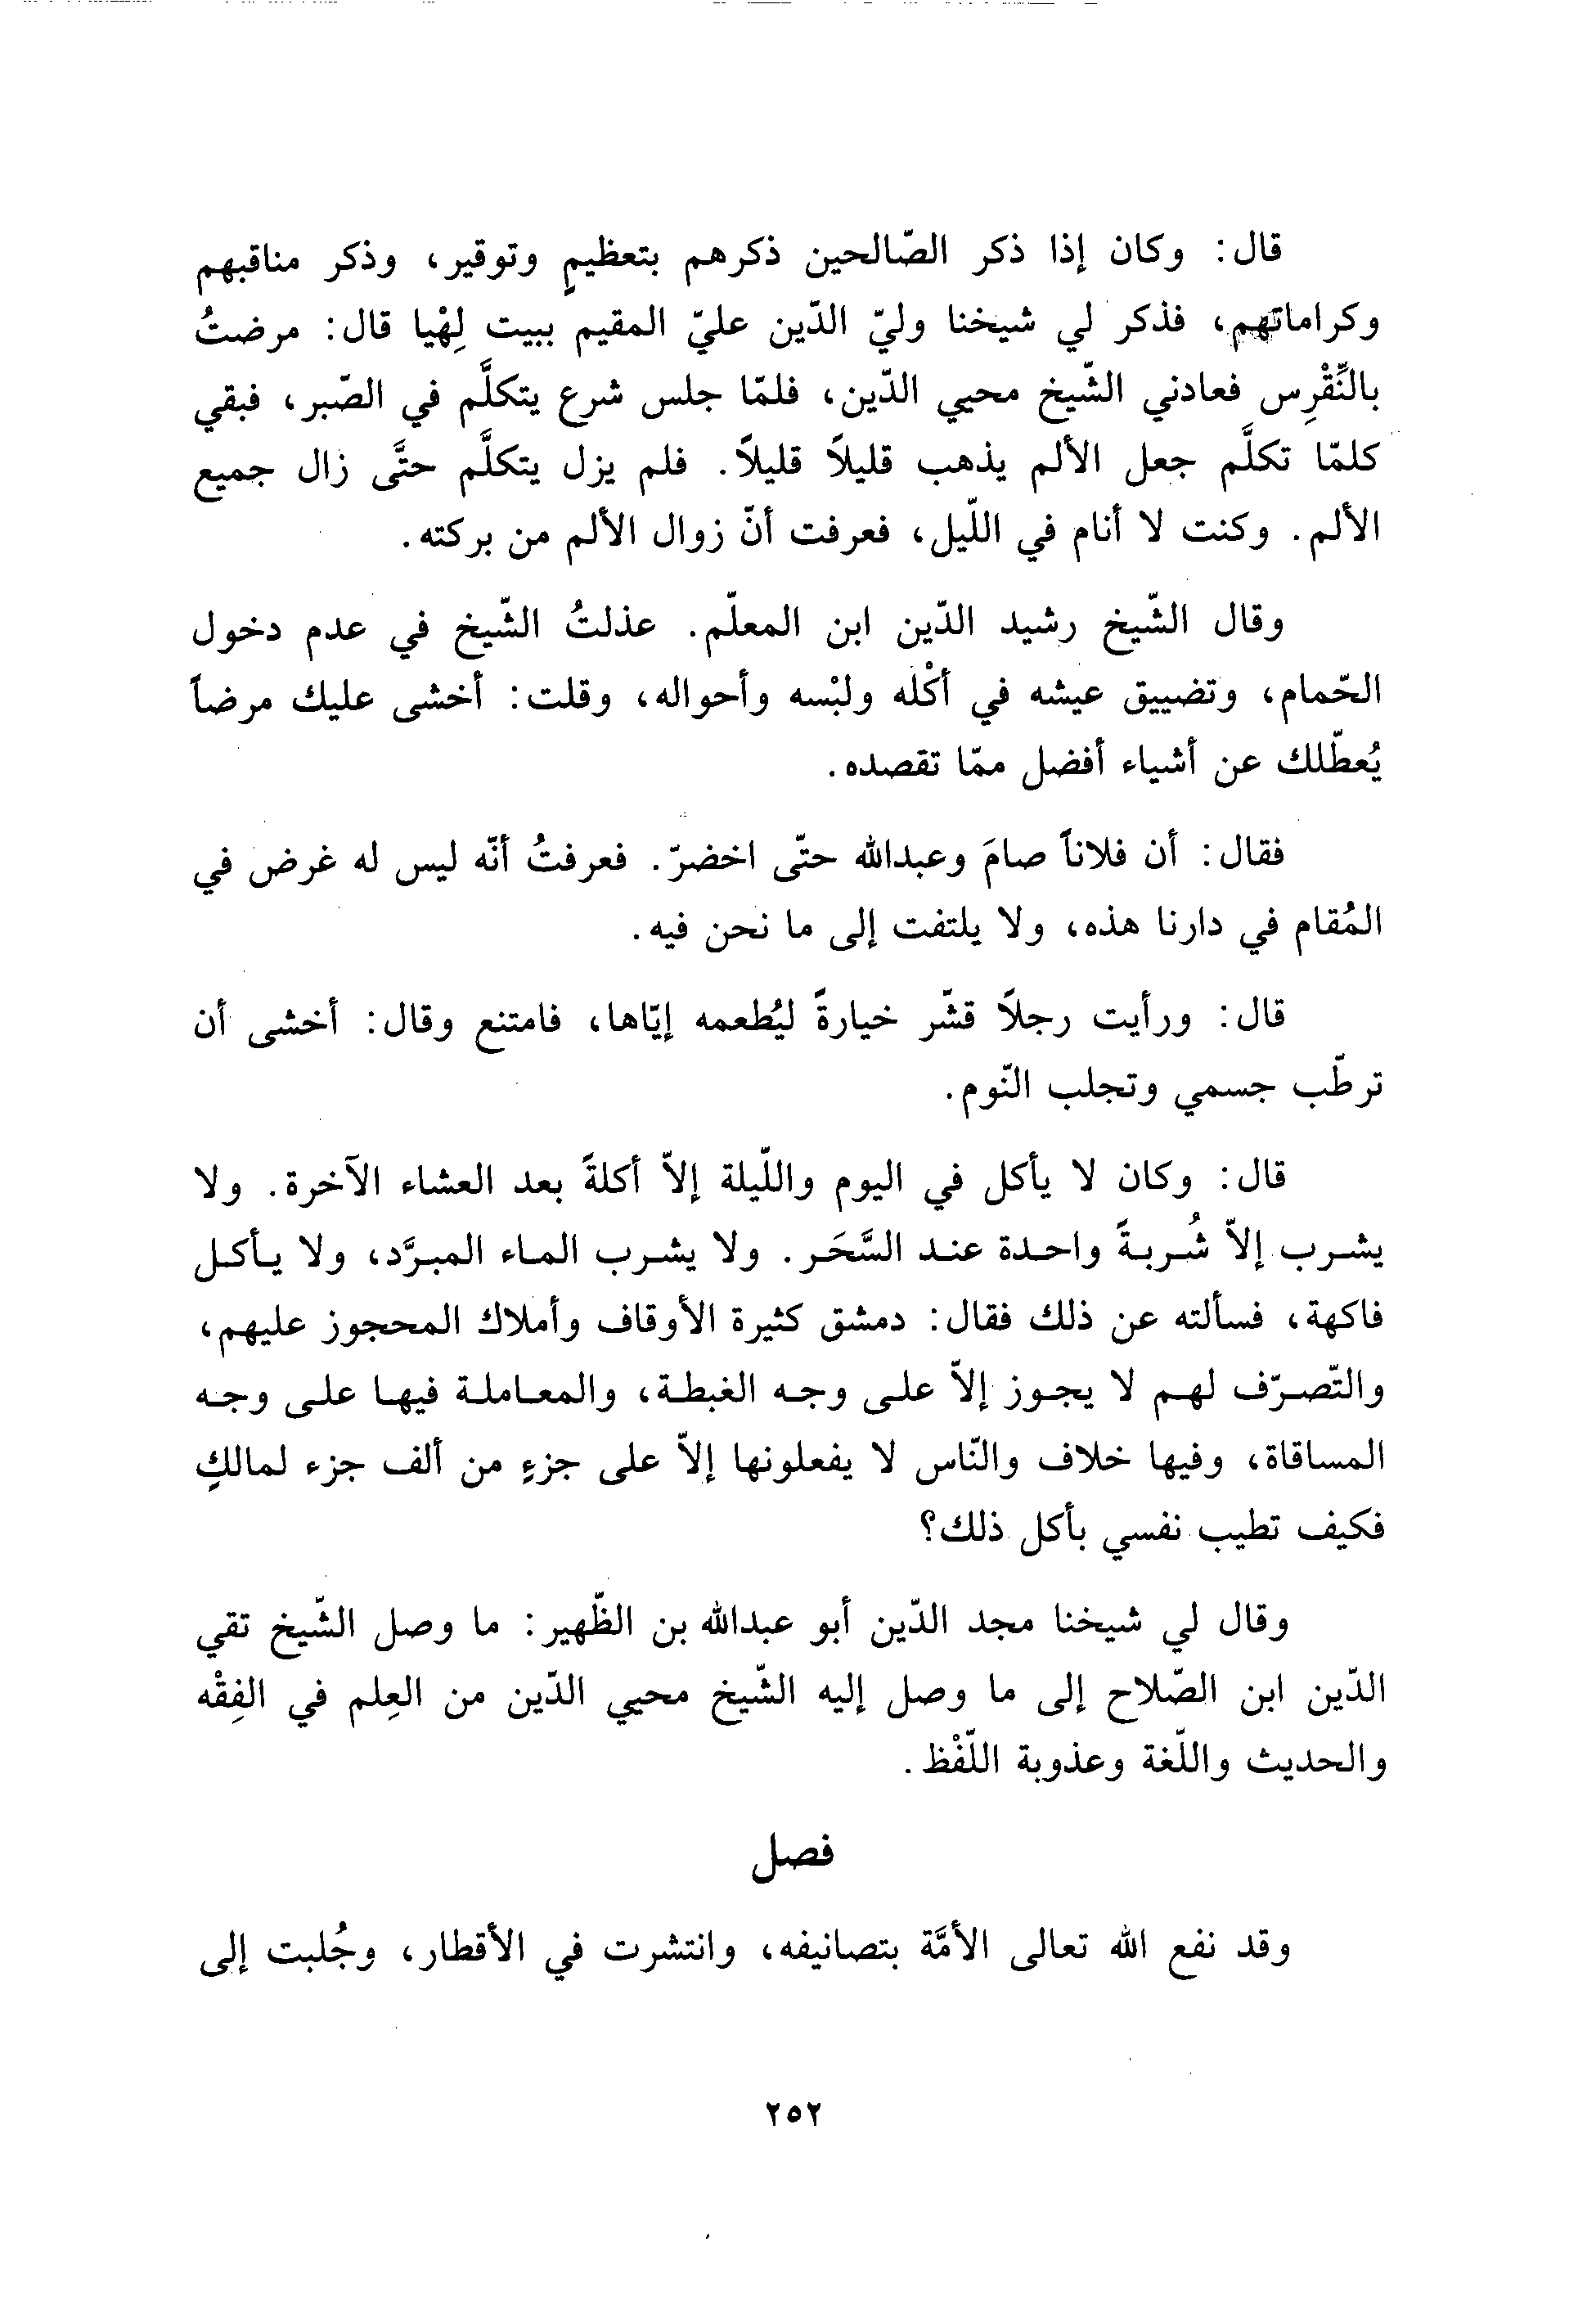 قال: وكان إذا ذكر الصّالحين ذكرهم بتعظيمٍ وتوقير، وذكر مناقبهم
وكراماتهم، فذكر لي شيخنا وليّ الدّين عليّ المقيم ببيت لِهْيا قال: مرضتُ
بالنِّقْرِس فعادني الشّيخ محيي الدّين، فلمّا جلس شرع يتكلَّم في الصّبر، فبقي
كلمّا تكلَّم جعل الألم يذهب قليلاً قليلاً. فلم يزل يتكلَّم حتَّى زال جميع
الألم. وكنت لا أنام في اللّيل، فعرفت أنّ زوال الألم من بركته.
وقال الشّيخ رشيد الدّين ابن المعلّم. عذلتُ الشّيخ في عدم دخول
الحّمام، وتضييق عيشه في أكْله ولبْسه وأحواله، وقلت: أخشى عليك مرضاً
يُعطّلك عن أشياء أفضل ممّا تقصده.
فقال: أن فلاناً صامَ وعبدالله حتّى اخضرّ. فعرفتُ أنّه ليس له غرض في
المُقام في دارنا هذه، ولا يلتفت إلى ما نحن فيه.
قال: ورأيت رجلاً قشّر خيارةً ليُطعمه إيّاها، فامتنع وقال: أخشى أن
ترطّب جسمي وتجلب النّوم.
قال: وكان لا يأكل في اليوم واللّيلة إلاّ أكلةً بعد العشاء الآخرة. ولا
يشرب إلاّ شُربةً واحدة عند السَّحَر. ولا يشرب الماء المبرَّد، ولا يأكل
فاكهة، فسألته عن ذلك فقال: دمشق كثيرة الأوقاف وأملاك المحجوز عليهم،
والتّصرّف لهم لا يجوز إلاّ على وجه الغبطة، والمعاملة فيها على وجه
المساقاة، وفيها خلاف والنّاس لا يفعلونها إلاّ على جزءٍ من ألف جزء لمالكٍ
فكيف تطيب نفسي بأكل ذلك؟
وقال لي شيخنا مجد الدّين أبو عبدالله بن الظّهير: ما وصل الشّيخ تقي
الدّين ابن الصّلاح إلى ما وصل إليه الشّيخ محيي الدّين من العِلم في الفِقْه
والحديث واللّغة وعذوبة اللّفْظ.
فصل
وقد نفع الله تعالى الأمَّة بتصانيفه، وانتشرت في الأقطار، وجُلبت إلى
٢٥٢